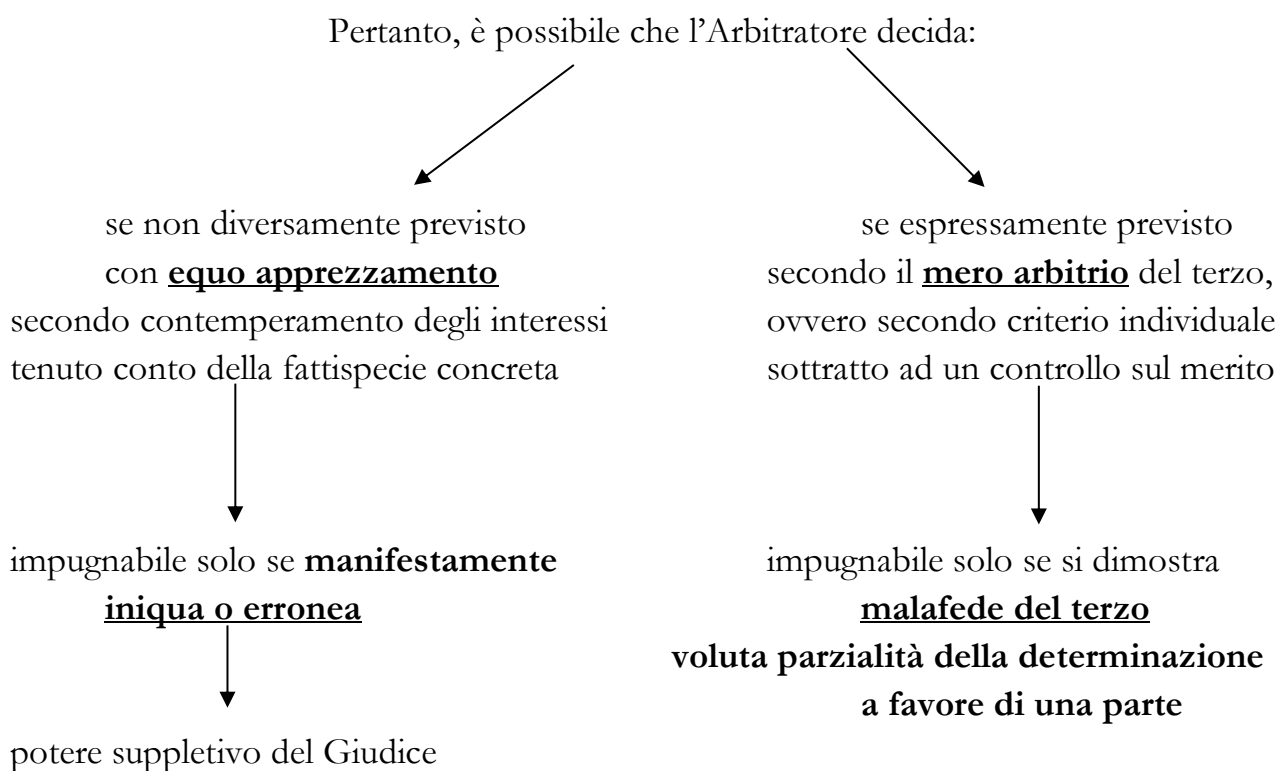 Pertanto, è possibile che l’Arbitratore decida:
se non diversamente previsto
con equo apprezzamento
secondo contemperamento degli interessi
tenuto conto della fattispecie concreta
se espressamente previsto
secondo il mero arbitrio del terzo,
ovvero secondo criterio individuale
sottratto ad un controllo sul merito
impugnabile solo se manifestamente
iniqua o erronea
impugnabile solo se si dimostra
malafede del terzo
voluta parzialità della determinazione
a favore di una parte
potere suppletivo del Giudice